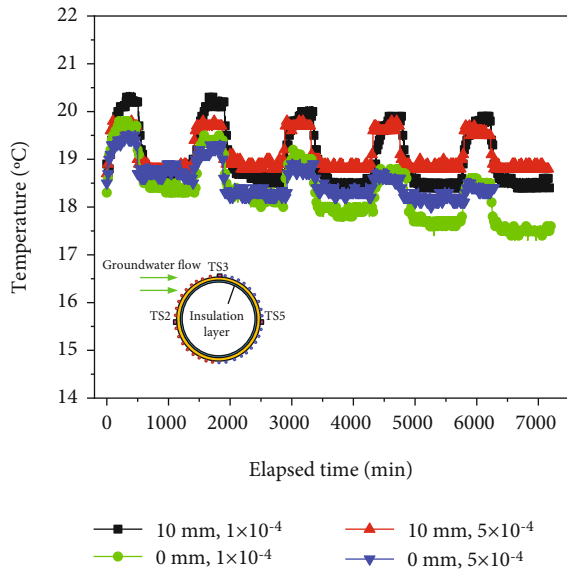 22
21
20
19
18
17
16
15
14
Temperature (°C)
Groundwater flow
TS3
TS2
Insulation
layer
TS5
0 1000 2000 3000 4000 5000 6000 7000
Elapsed time (min)
10 mm, 1×10⁻⁴
10 mm, 5×10⁻⁴
0 mm, 1×10⁻⁴
0 mm, 5×10⁻⁴